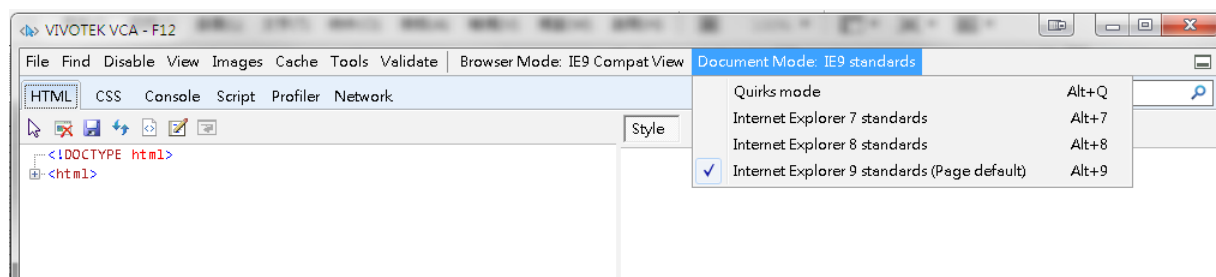 VIVOTEK VCA - F12
File Find Disable View Images Cache Tools Validate Browser Mode: IE9 Compat View Document Mode: IE9 standards
HTML CSS Console Script Profiler Network
Quirks mode Alt+Q
Internet Explorer 7 standards Alt+7
Internet Explorer 8 standards Alt+8
Internet Explorer 9 standards (Page default) Alt+9
Style
<!DOCTYPE html>
<html>